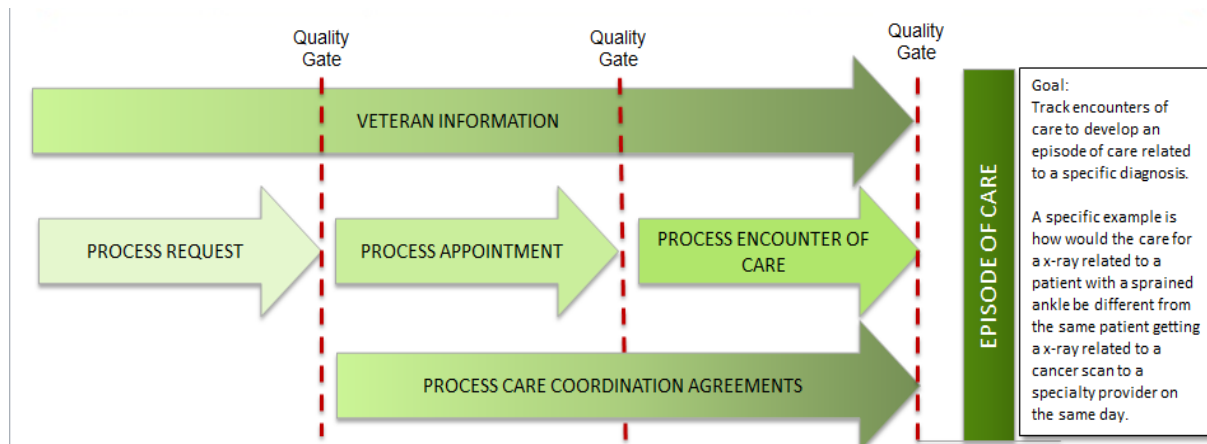 Quality
Gate
Quality
Gate
Quality
Gate
VETERAN INFORMATION
PROCESS REQUEST
PROCESS APPOINTMENT
PROCESS ENCOUNTER OF
CARE
PROCESS CARE COORDINATION AGREEMENTS
EPISODE OF CARE
Goal:
Track encounters of
care to develop an
episode of care related
to a specific diagnosis.
A specific example is
how would the care for
a x-ray related to a
patient with a sprained
ankle be different from
the same patient getting
a x-ray related to a
cancer scan to a
specialty provider on
the same day.